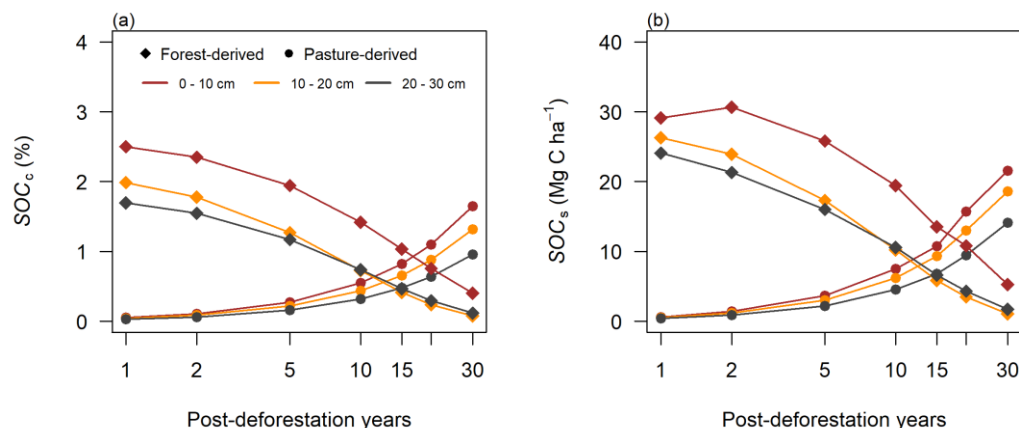 (a)
4
3
2
1
0
SOCc (%)
◆ Forest-derived ● Pasture-derived
0 - 10 cm 10 - 20 cm 20 - 30 cm
1 2 5 10 15 30
Post-deforestation years
(b)
40
30
20
10
0
SOCs (Mg C ha⁻¹)
1 2 5 10 15 30
Post-deforestation years